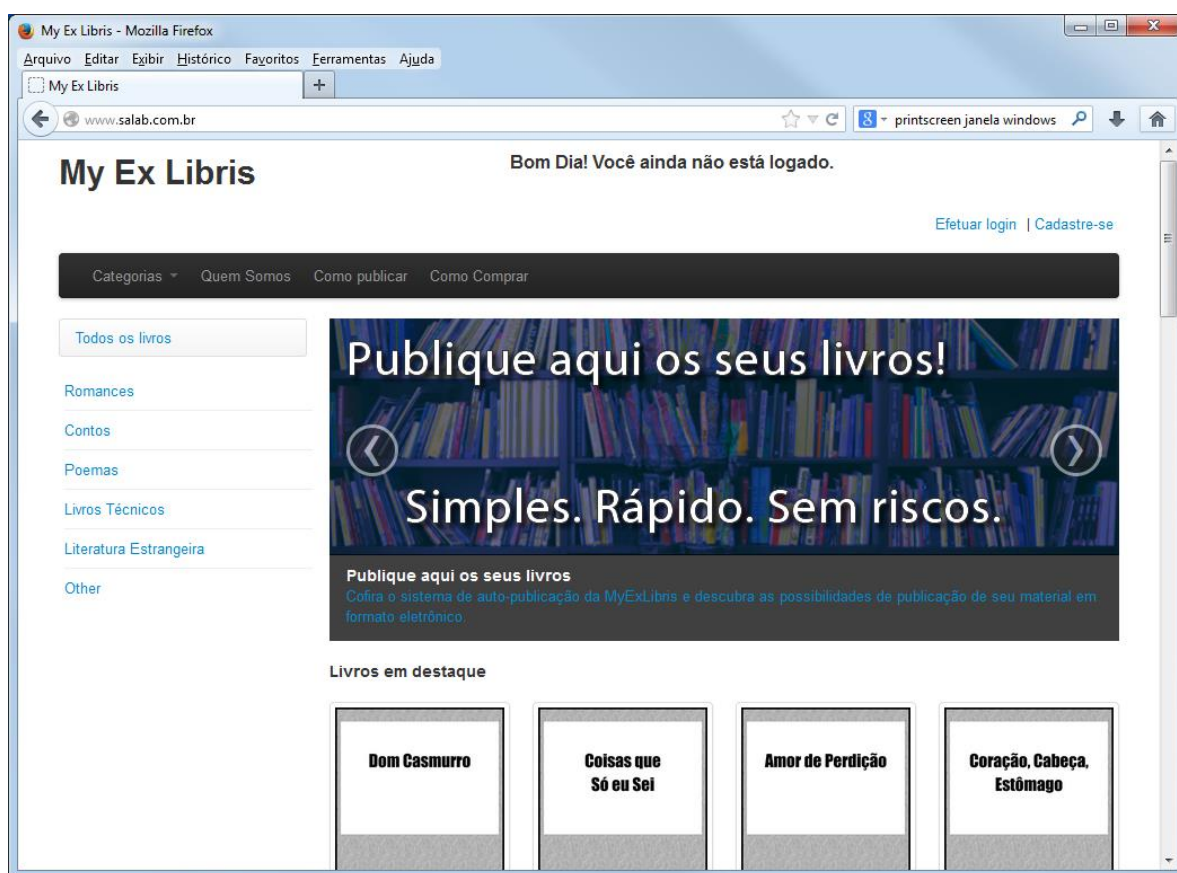 My Ex Libris - Mozilla Firefox
Arquivo Editar Exibir Histórico Favoritos Ferramentas Ajuda
My Ex Libris
www.salab.com.br
8 printscreen janela windows
My Ex Libris
Bom Dia! Você ainda não está logado.
Efetuar login | Cadastre-se
Categorias Quem Somos Como publicar Como Comprar
Todos os livros
Romances
Contos
Poemas
Livros Técnicos
Literatura Estrangeira
Other
Publique aqui os seus livros!
Simples. Rápido. Sem riscos.
Publique aqui os seus livros
Cofira o sistema de auto-publicação da MyExLibris e descubra as possibilidades de publicação de seu material em
formato eletrônico.
Livros em destaque
Dom Casmurro
Coisas que
Só eu Sei
Amor de Perdição
Coração, Cabeça,
Estômago